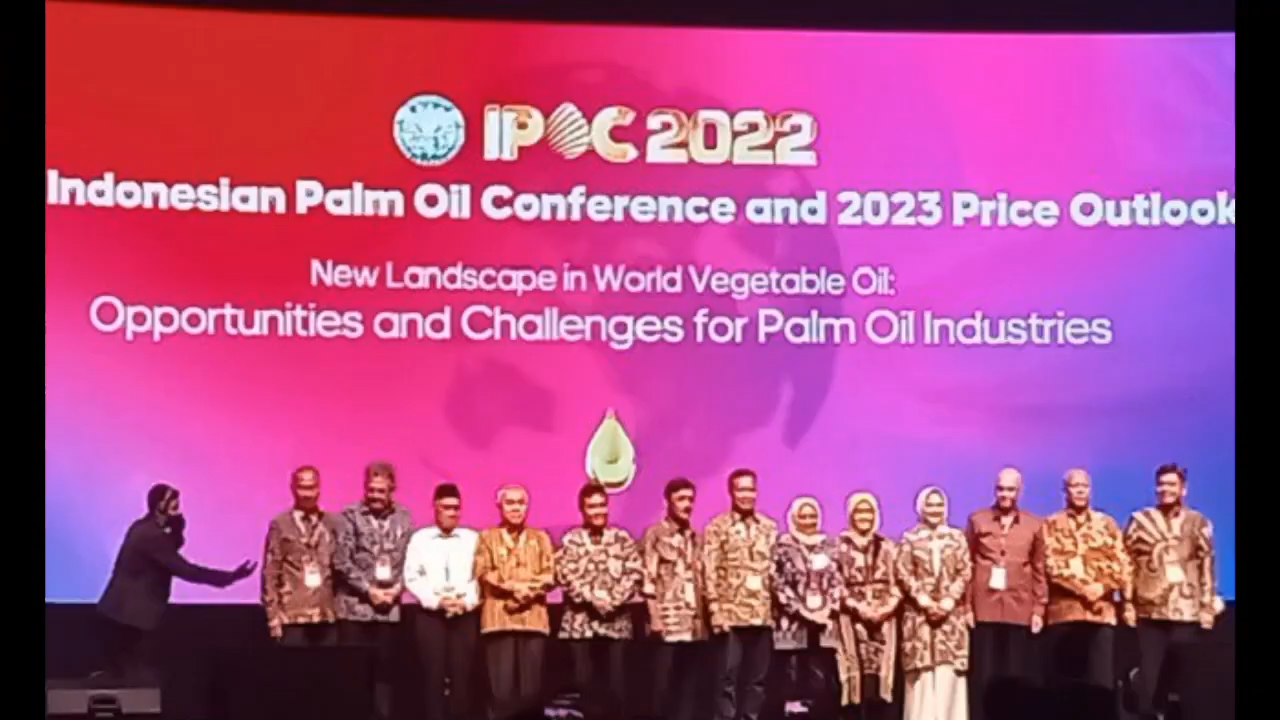 IPOC 2022
Indonesian Palm Oil Conference and 2023 Price Outlook
New Landscape in World Vegetable Oil:
Opportunities and Challenges for Palm Oil Industries